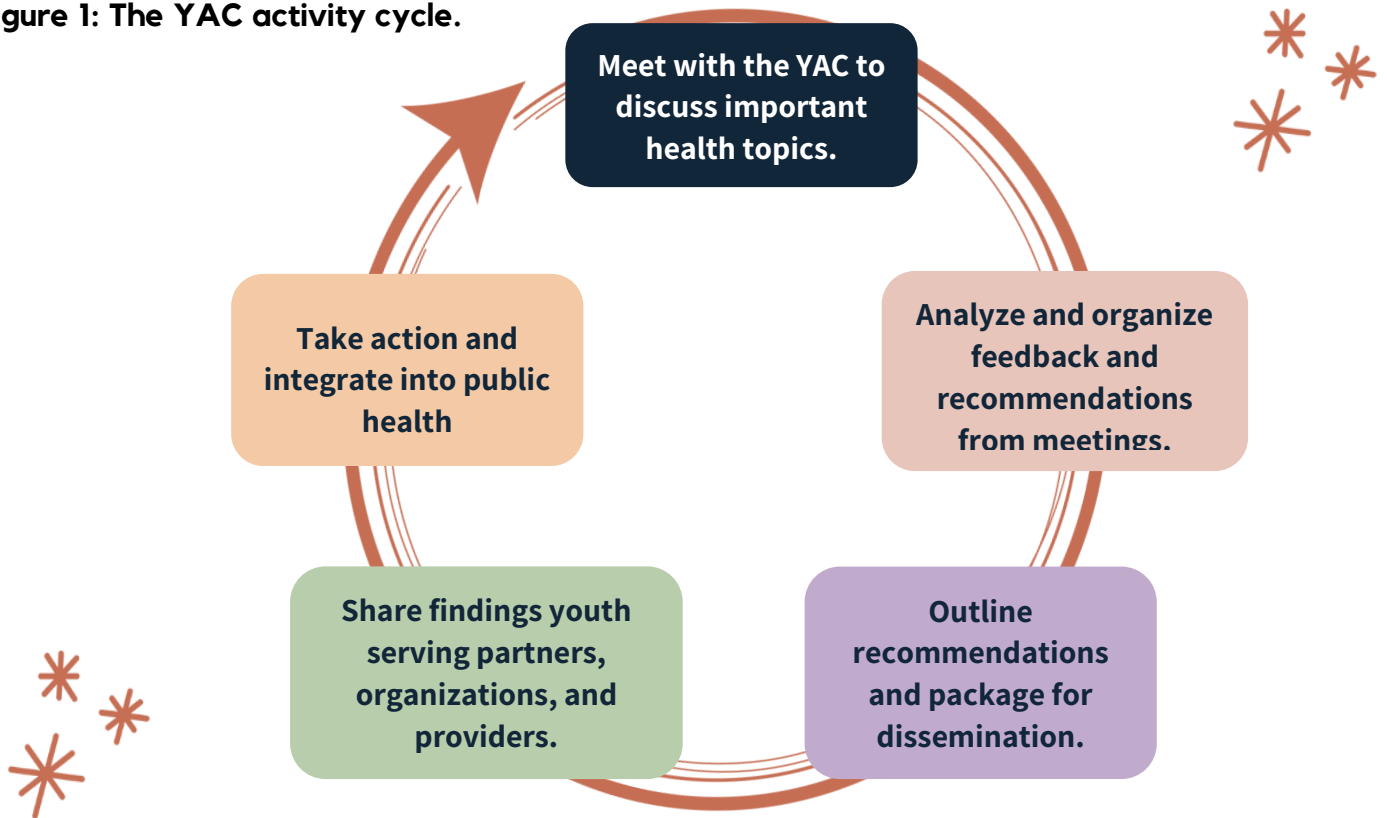 gure 1: The YAC activity cycle.
Meet with the YAC to
discuss important
health topics.
Analyze and organize
feedback and
recommendations
from meetings.
Outline
recommendations
and package for
dissemination.
Share findings youth
serving partners,
organizations, and
providers.
Take action and
integrate into public
health